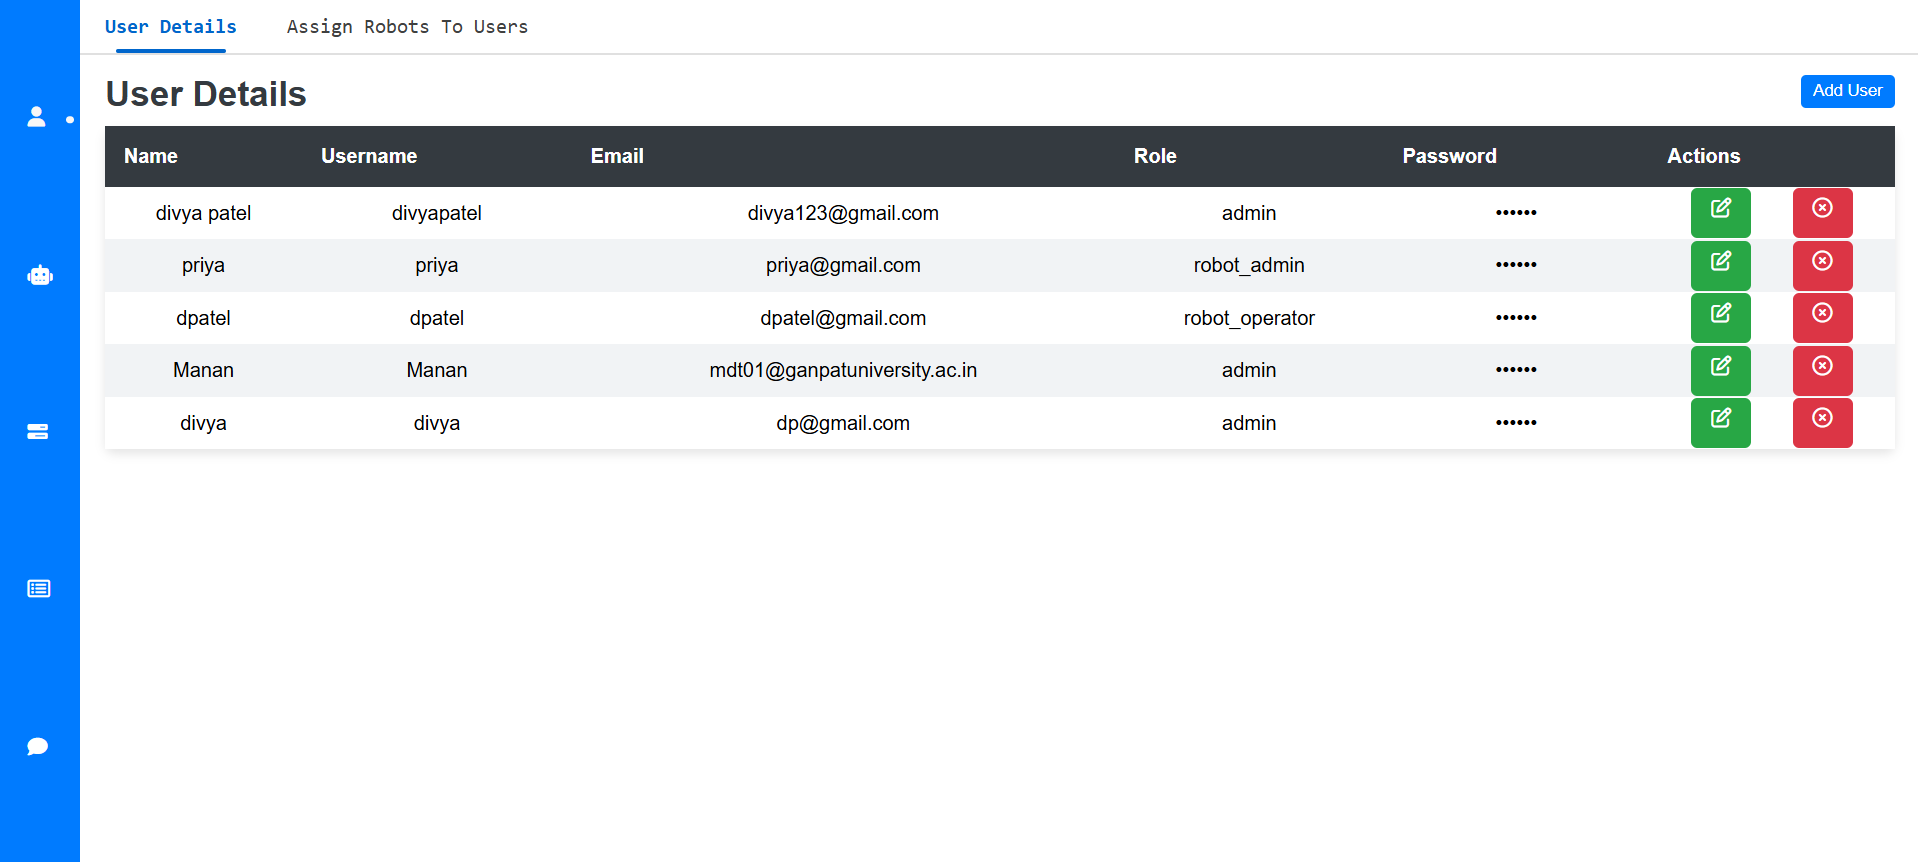 User Details Assign Robots To Users
User Details Add User
Name Username Email Role Password Actions
divya patel divyapatel divya123@gmail.com admin ••••••
priya priya priya@gmail.com robot_admin ••••••
dpatel dpatel dpatel@gmail.com robot_operator ••••••
Manan Manan mdt01@ganpatuniversity.ac.in admin ••••••
divya divya dp@gmail.com admin ••••••